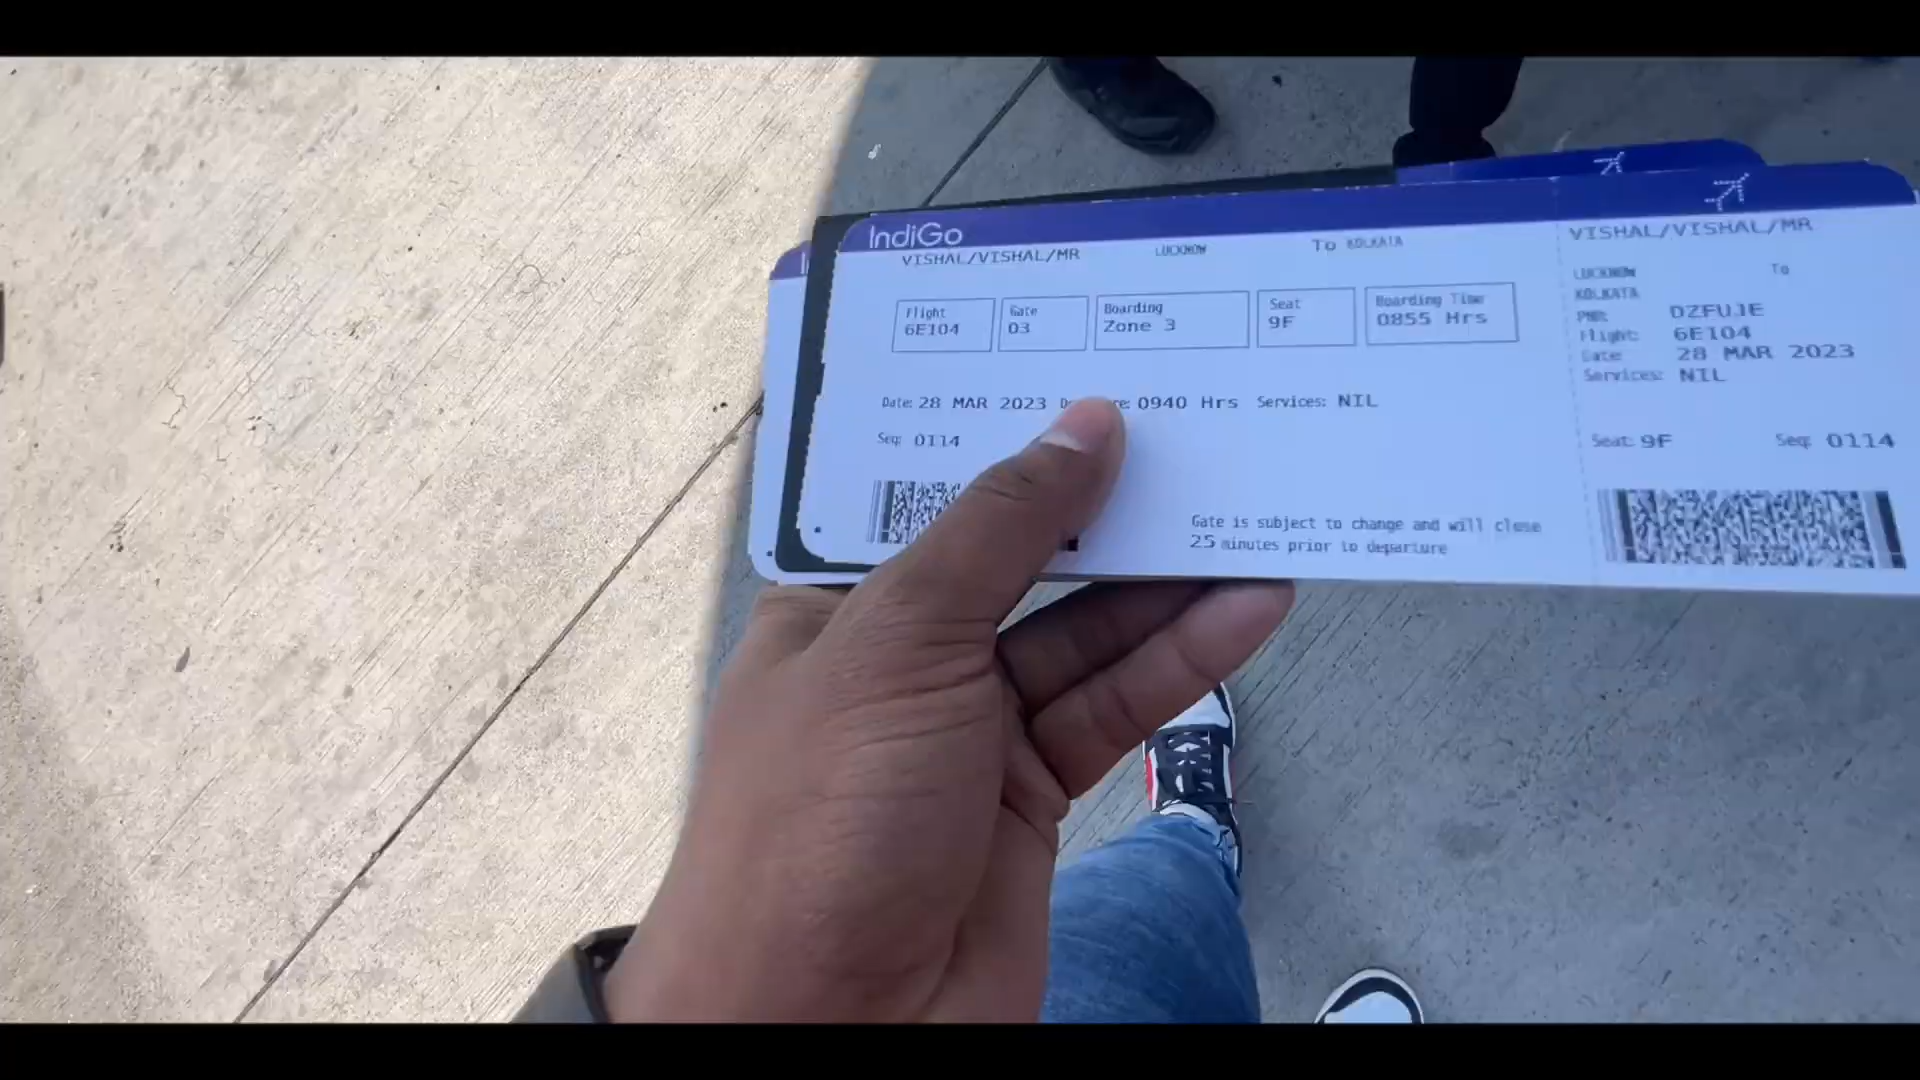 IndiGo
VISHAL/VISHAL/MR LUCKNOW To KOLKATA
Flight Gate Boarding Seat Boarding Time
6E104 03 Zone 3 9F 0855 Hrs
Date: 28 MAR 2023 0940 Hrs Services: NIL
Seq: 0114
Gate is subject to change and will close
25 minutes prior to departure
VISHAL/VISHAL/MR
LUCKNOW To
KOLKATA
PNR: DZFUJE
Flight: 6E104
Date: 28 MAR 2023
Services: NIL
Seat: 9F Seq: 0114